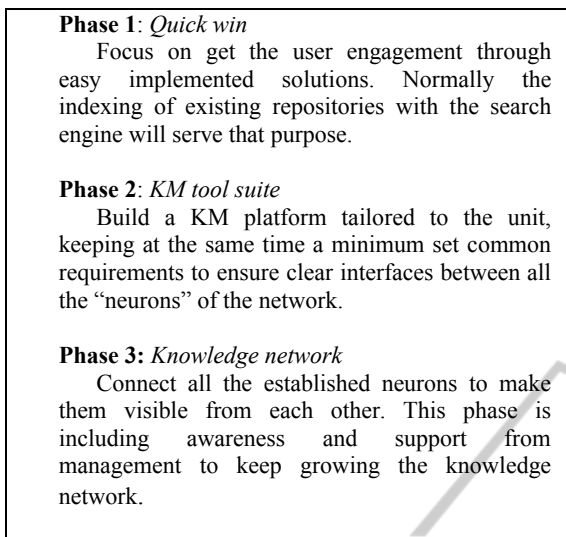 Phase 1: Quick win
Focus on get the user engagement through
easy implemented solutions. Normally the
indexing of existing repositories with the search
engine will serve that purpose.
Phase 2: KM tool suite
Build a KM platform tailored to the unit,
keeping at the same time a minimum set common
requirements to ensure clear interfaces between all
the “neurons” of the network.
Phase 3: Knowledge network
Connect all the established neurons to make
them visible from each other. This phase is
including awareness and support from
management to keep growing the knowledge
network.